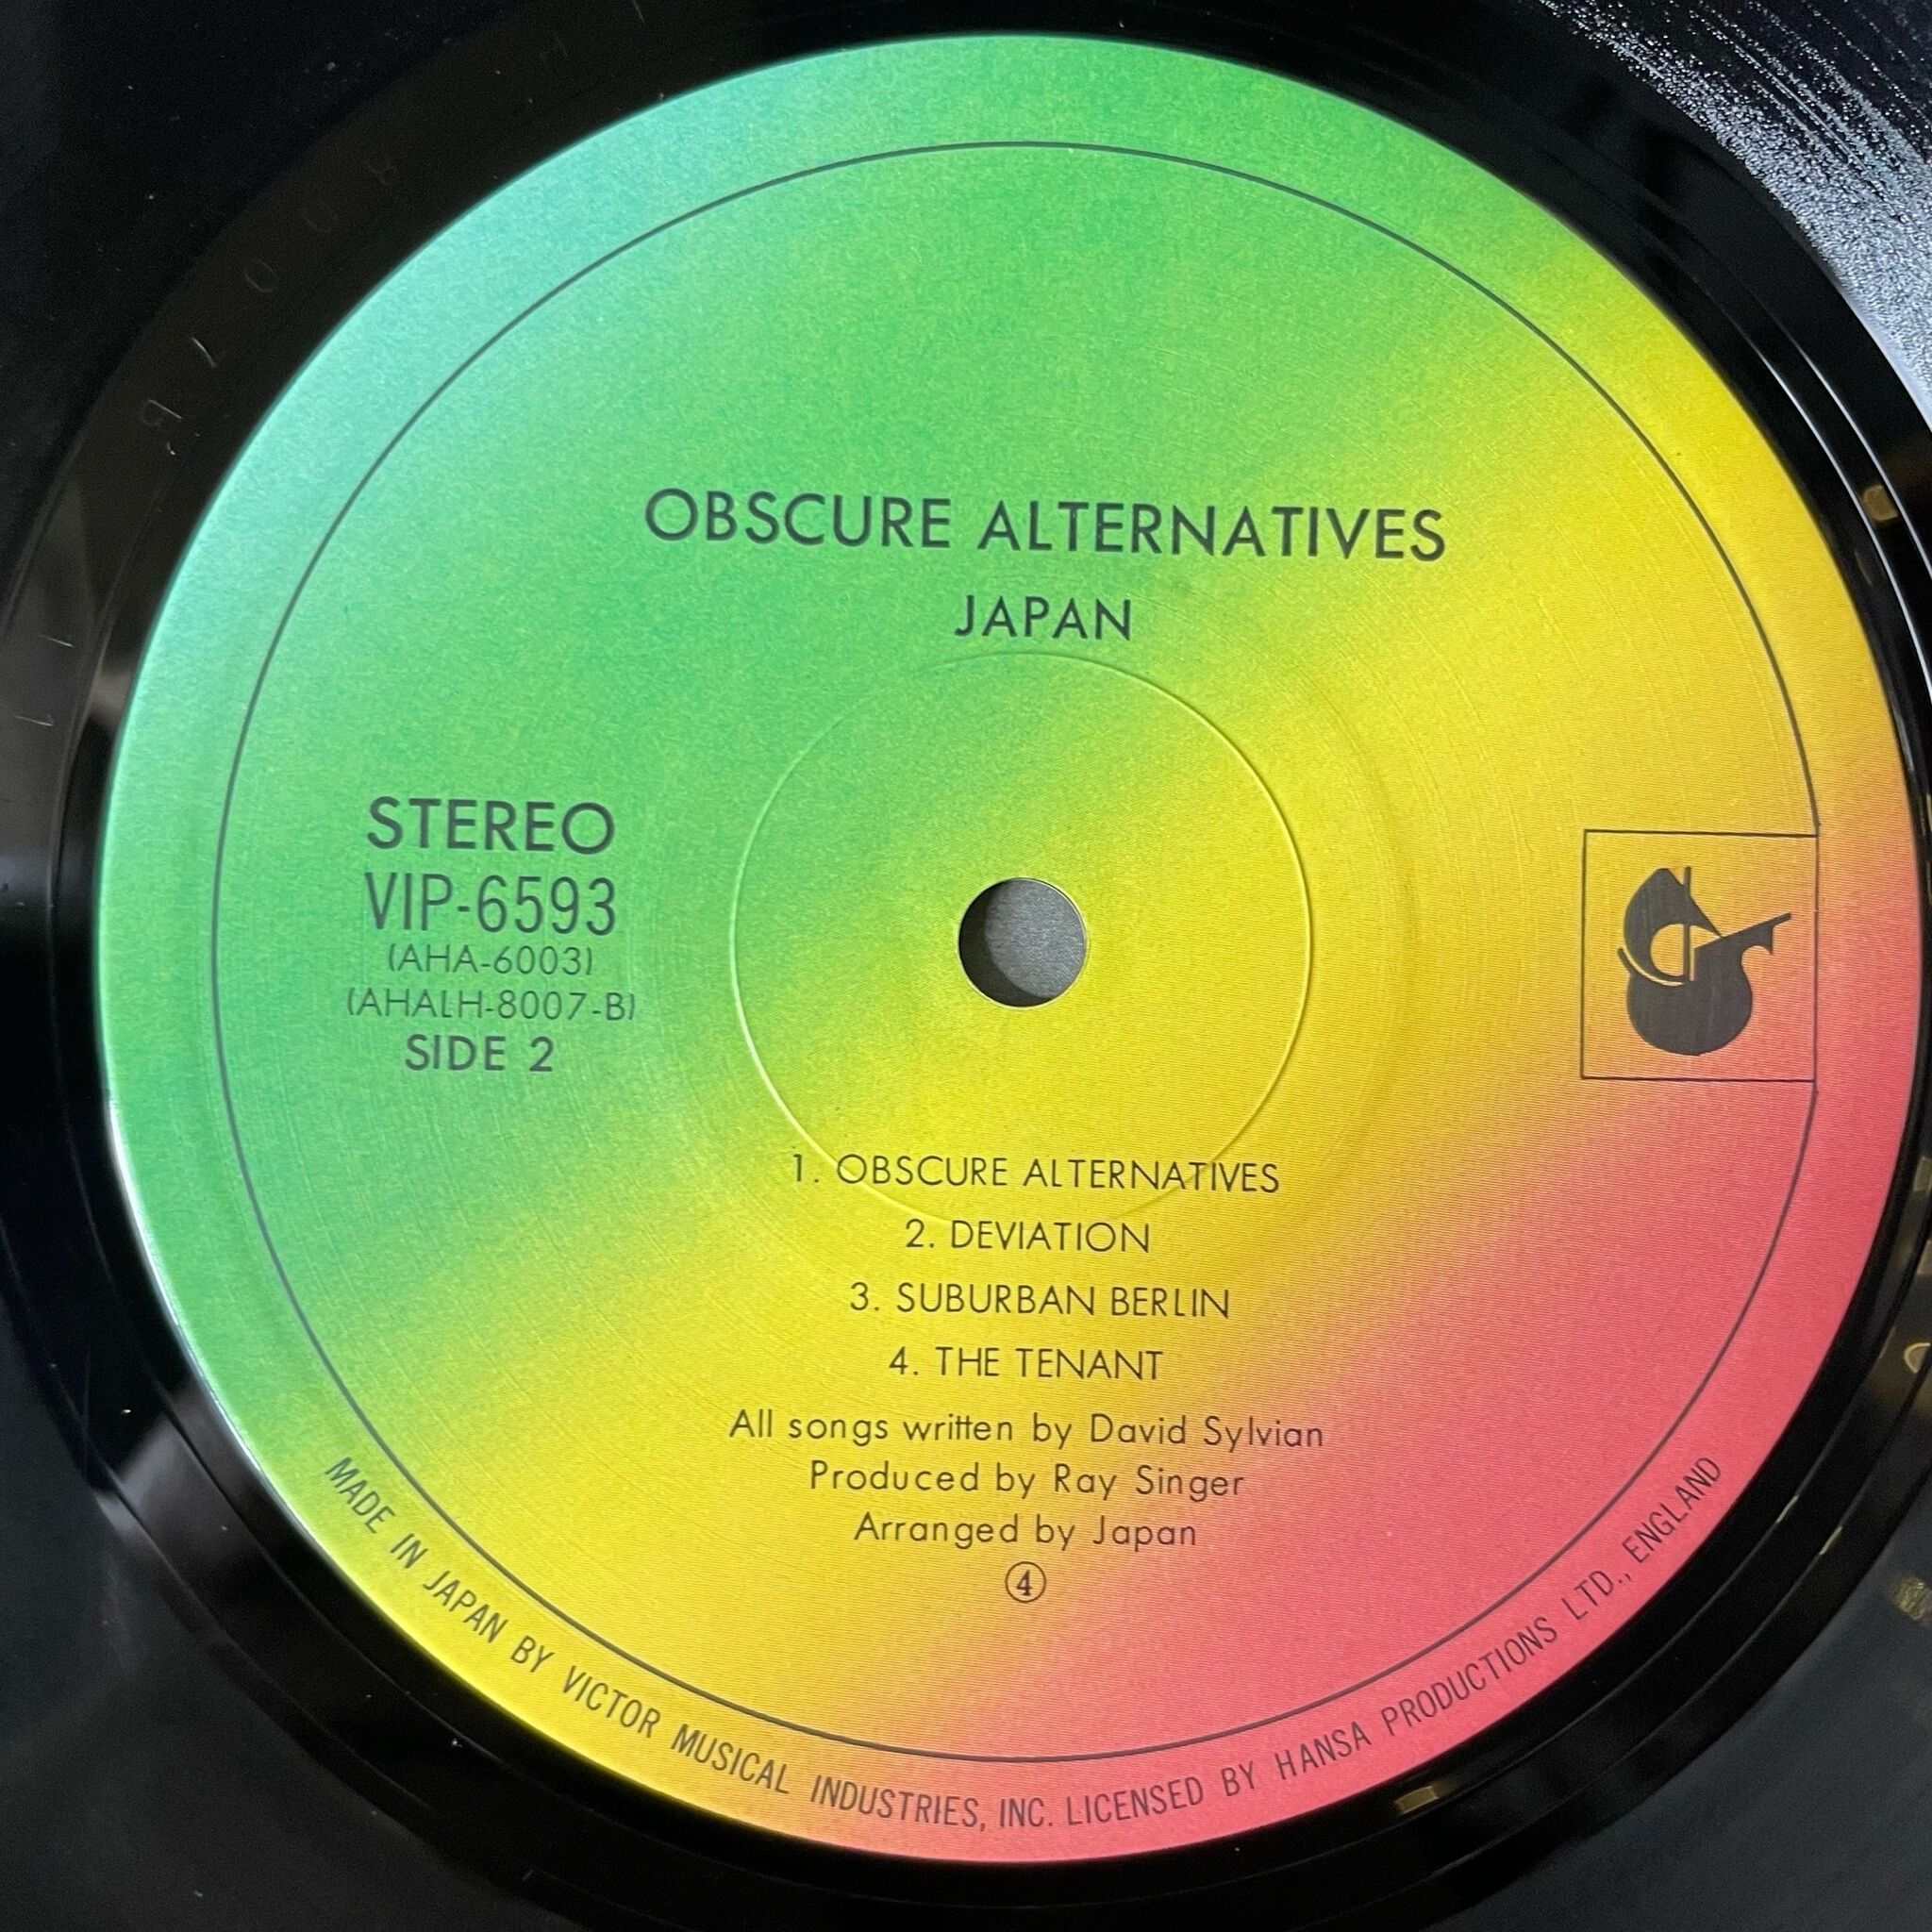 OBSCURE ALTERNATIVES
JAPAN
STEREO
VIP-6593
(AHA-6003)
(AHALH-8007-B)
SIDE 2
1. OBSCURE ALTERNATIVES
2. DEVIATION
3. SUBURBAN BERLIN
4. THE TENANT
All songs written by David Sylvian
Produced by Ray Singer
Arranged by Japan
④
MADE IN JAPAN BY VICTOR MUSICAL INDUSTRIES, INC. LICENSED BY HANSA PRODUCTIONS LTD., ENGLAND